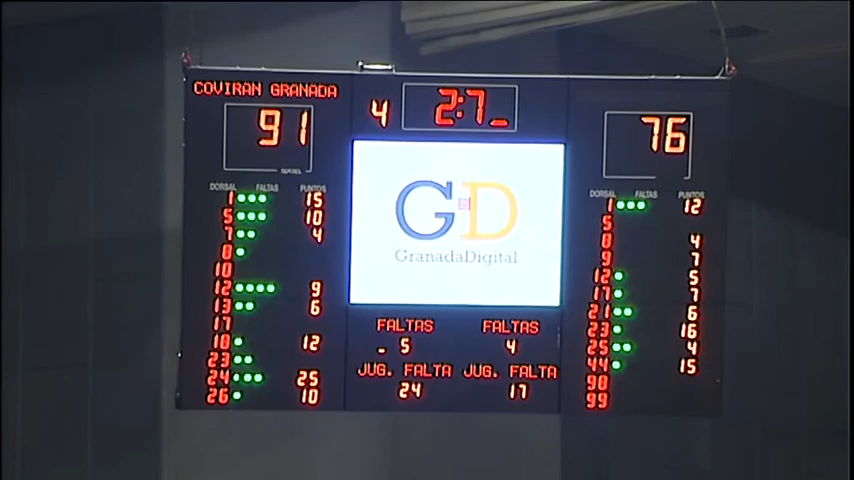 COVIRAN GRANADA
91 4 2:7_ 76
DORSAL FALTAS PUNTOS DORSAL FALTAS PUNTOS
1 15 1 12
5 10 5
7 4 8 4
8 9 7
10 12 5
12 9 17 7
13 6 21 6
17 23 16
18 12 25 4
23 44 15
24 25 98
26 10 99
GD
GranadaDigital
FALTAS FALTAS
5 4
JUG. FALTA JUG. FALTA
24 17